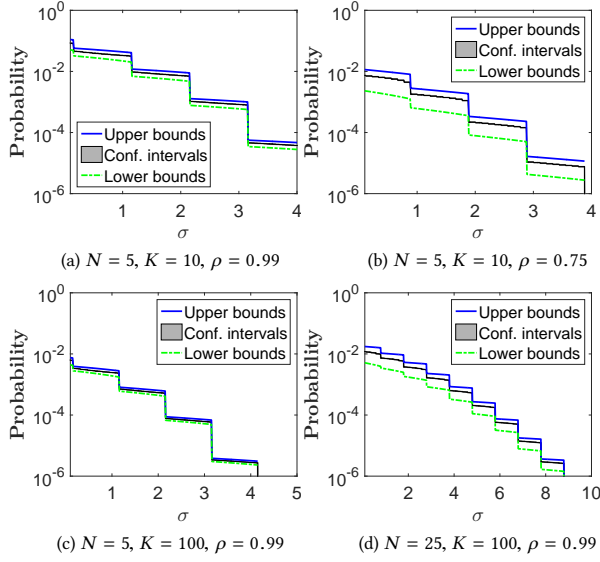 10^0
10^-2
10^-4
10^-6
Probability
Upper bounds
Conf. intervals
Lower bounds
1 2 3 4
σ
(a) N = 5, K = 10, ρ = 0.99
10^0
10^-2
10^-4
10^-6
Probability
Upper bounds
Conf. intervals
Lower bounds
1 2 3 4
σ
(b) N = 5, K = 10, ρ = 0.75
10^0
10^-2
10^-4
10^-6
Probability
Upper bounds
Conf. intervals
Lower bounds
1 2 3 4 5
σ
(c) N = 5, K = 100, ρ = 0.99
10^0
10^-2
10^-4
10^-6
Probability
Upper bounds
Conf. intervals
Lower bounds
2 4 6 8 10
σ
(d) N = 25, K = 100, ρ = 0.99